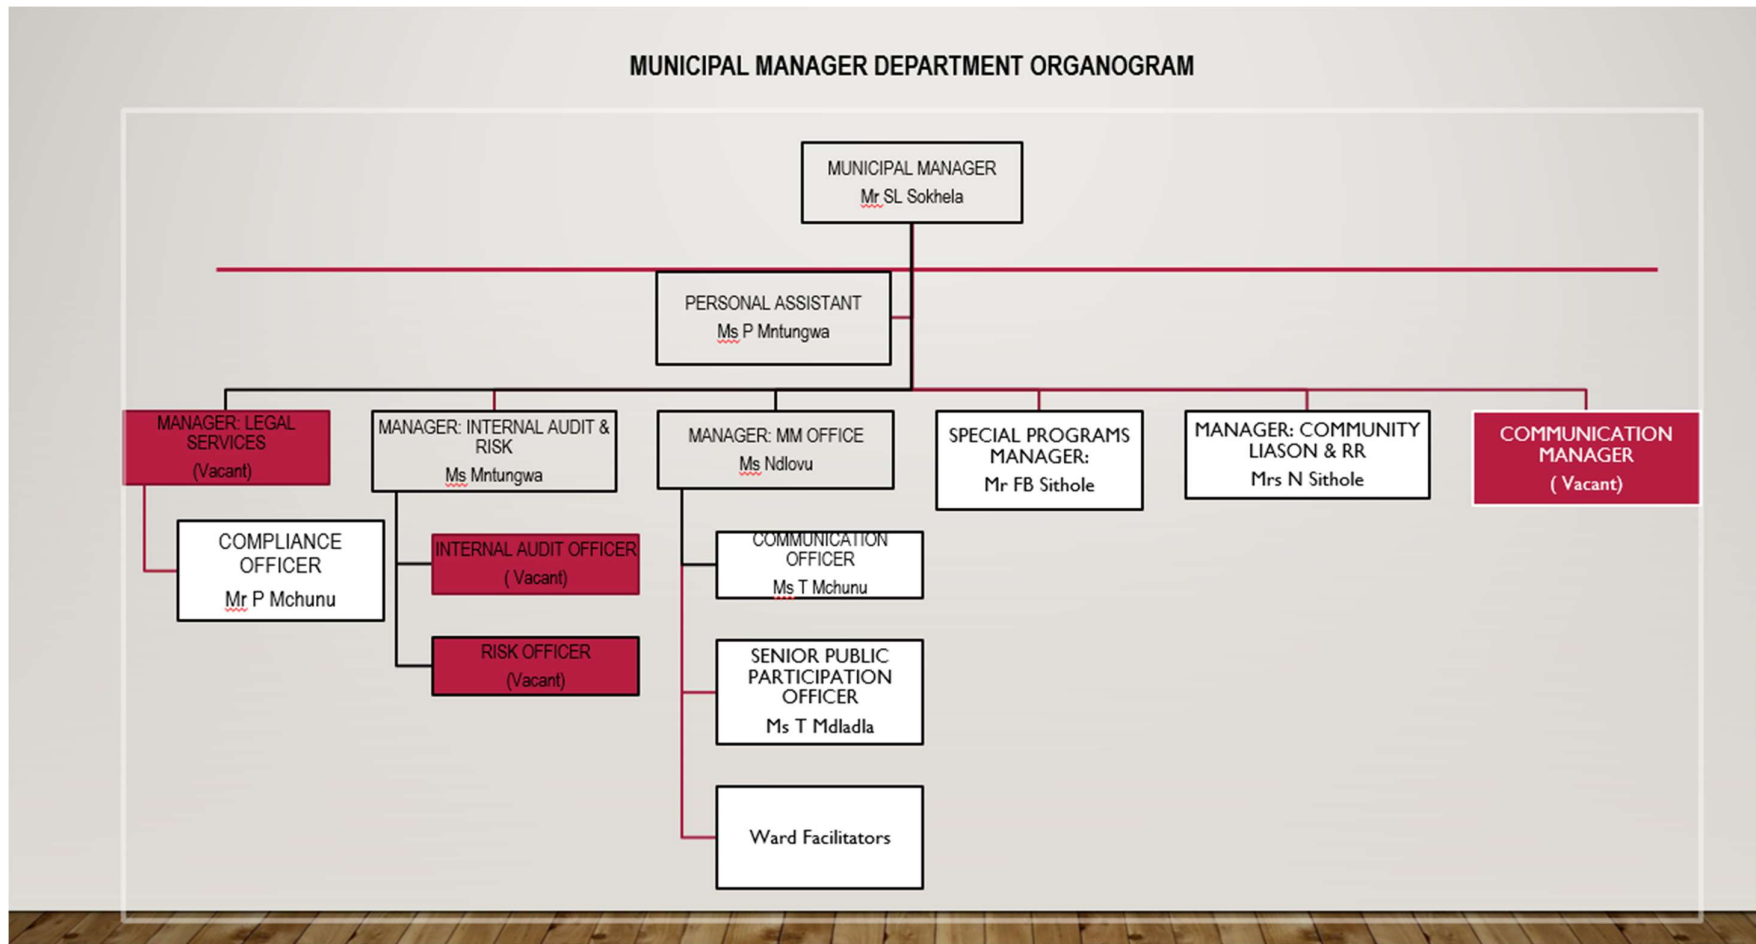 MUNICIPAL MANAGER DEPARTMENT ORGANOGRAM
MUNICIPAL MANAGER
Mr SL Sokhela
PERSONAL ASSISTANT
Ms P Mntungwa
MANAGER: LEGAL
SERVICES
(Vacant)
MANAGER: INTERNAL AUDIT &
RISK
Ms Mntungwa
MANAGER: MM OFFICE
Ms Ndlovu
SPECIAL PROGRAMS
MANAGER:
Mr FB Sithole
MANAGER: COMMUNITY
LIASON & RR
Mrs N Sithole
COMMUNICATION
MANAGER
( Vacant)
COMPLIANCE
OFFICER
Mr P Mchunu
INTERNAL AUDIT OFFICER
( Vacant)
RISK OFFICER
(Vacant)
COMMUNICATION
OFFICER
Ms T Mchunu
SENIOR PUBLIC
PARTICIPATION
OFFICER
Ms T Mdladla
Ward Facilitators